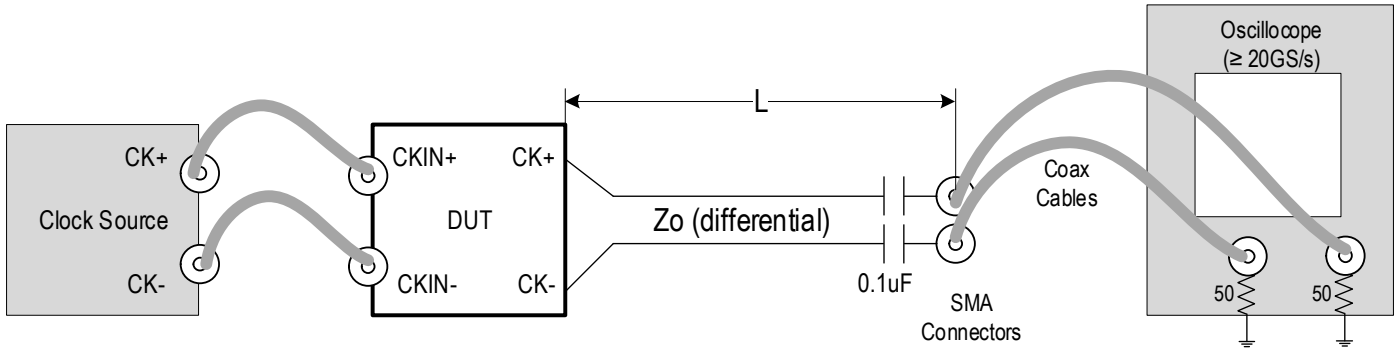 Oscillocope
(≥ 20GS/s)
L
CK+
CKIN+
CK+
Clock Source
DUT
Zo (differential)
Coax
Cables
CK-
CKIN-
CK-
0.1uF
SMA
Connectors
50
50